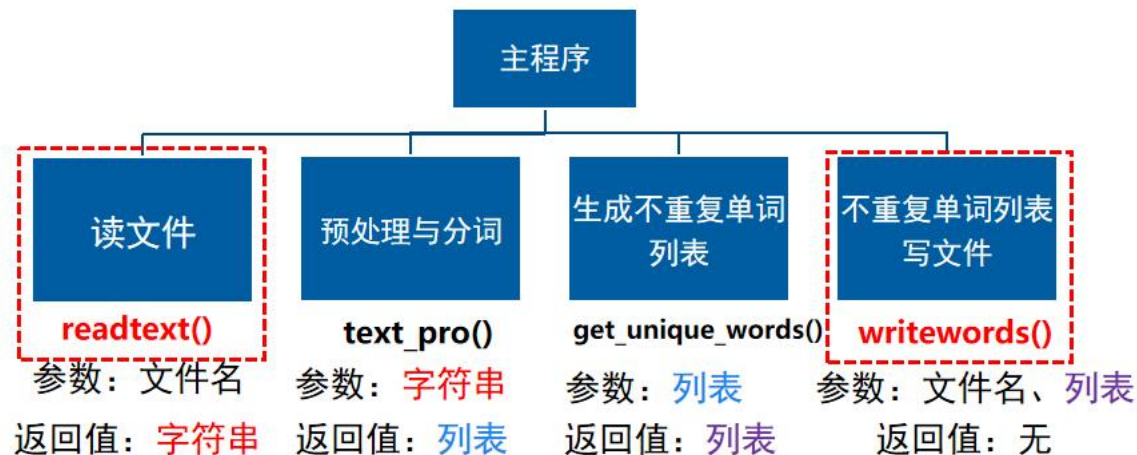 主程序
读文件
预处理与分词
生成不重复单词
列表
不重复单词列表
写文件
readtext()
text_pro()
get_unique_words()
writewords()
参数：文件名
参数：字符串
参数：列表
参数：文件名、列表
返回值：字符串
返回值：列表
返回值：列表
返回值：无